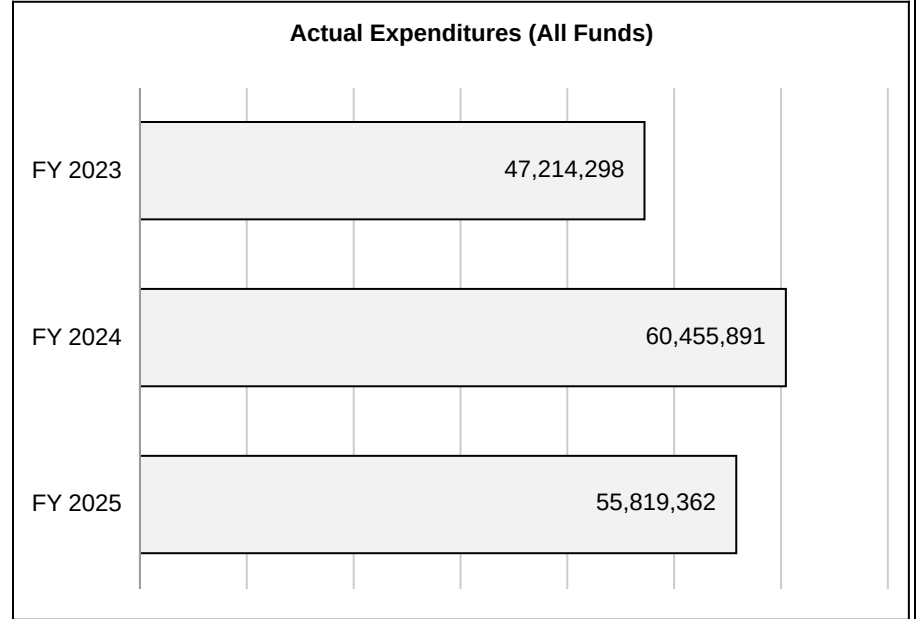 Actual Expenditures (All Funds)
FY 2023 47,214,298
FY 2024 60,455,891
FY 2025 55,819,362